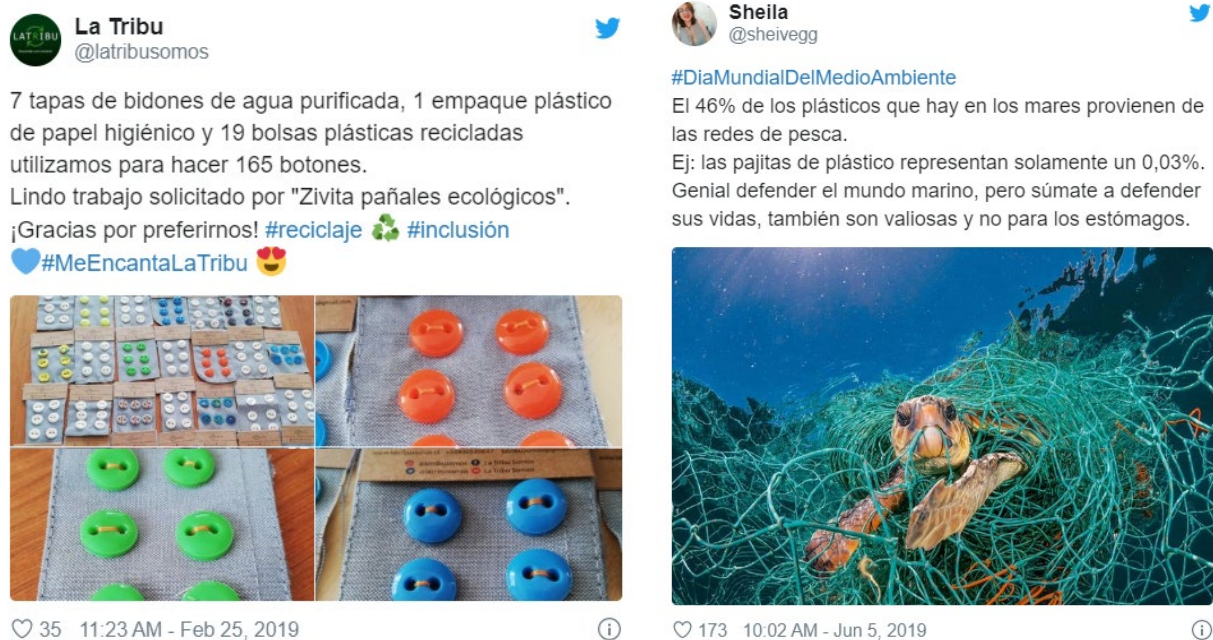 LATRIBU
La Tribu
@latribusomos
7 tapas de bidones de agua purificada, 1 empaque plástico
de papel higiénico y 19 bolsas plásticas recicladas
utilizamos para hacer 165 botones.
Lindo trabajo solicitado por "Zivita pañales ecológicos".
¡Gracias por preferirnos! #reciclaje ♻️ #inclusión
💙#MeEncantaLaTribu 😍
35 11:23 AM - Feb 25, 2019
Sheila
@sheivegg
#DiaMundialDelMedioAmbiente
El 46% de los plásticos que hay en los mares provienen de
las redes de pesca.
Ej: las pajitas de plástico representan solamente un 0,03%.
Genial defender el mundo marino, pero súmate a defender
sus vidas, también son valiosas y no para los estómagos.
173 10:02 AM - Jun 5, 2019